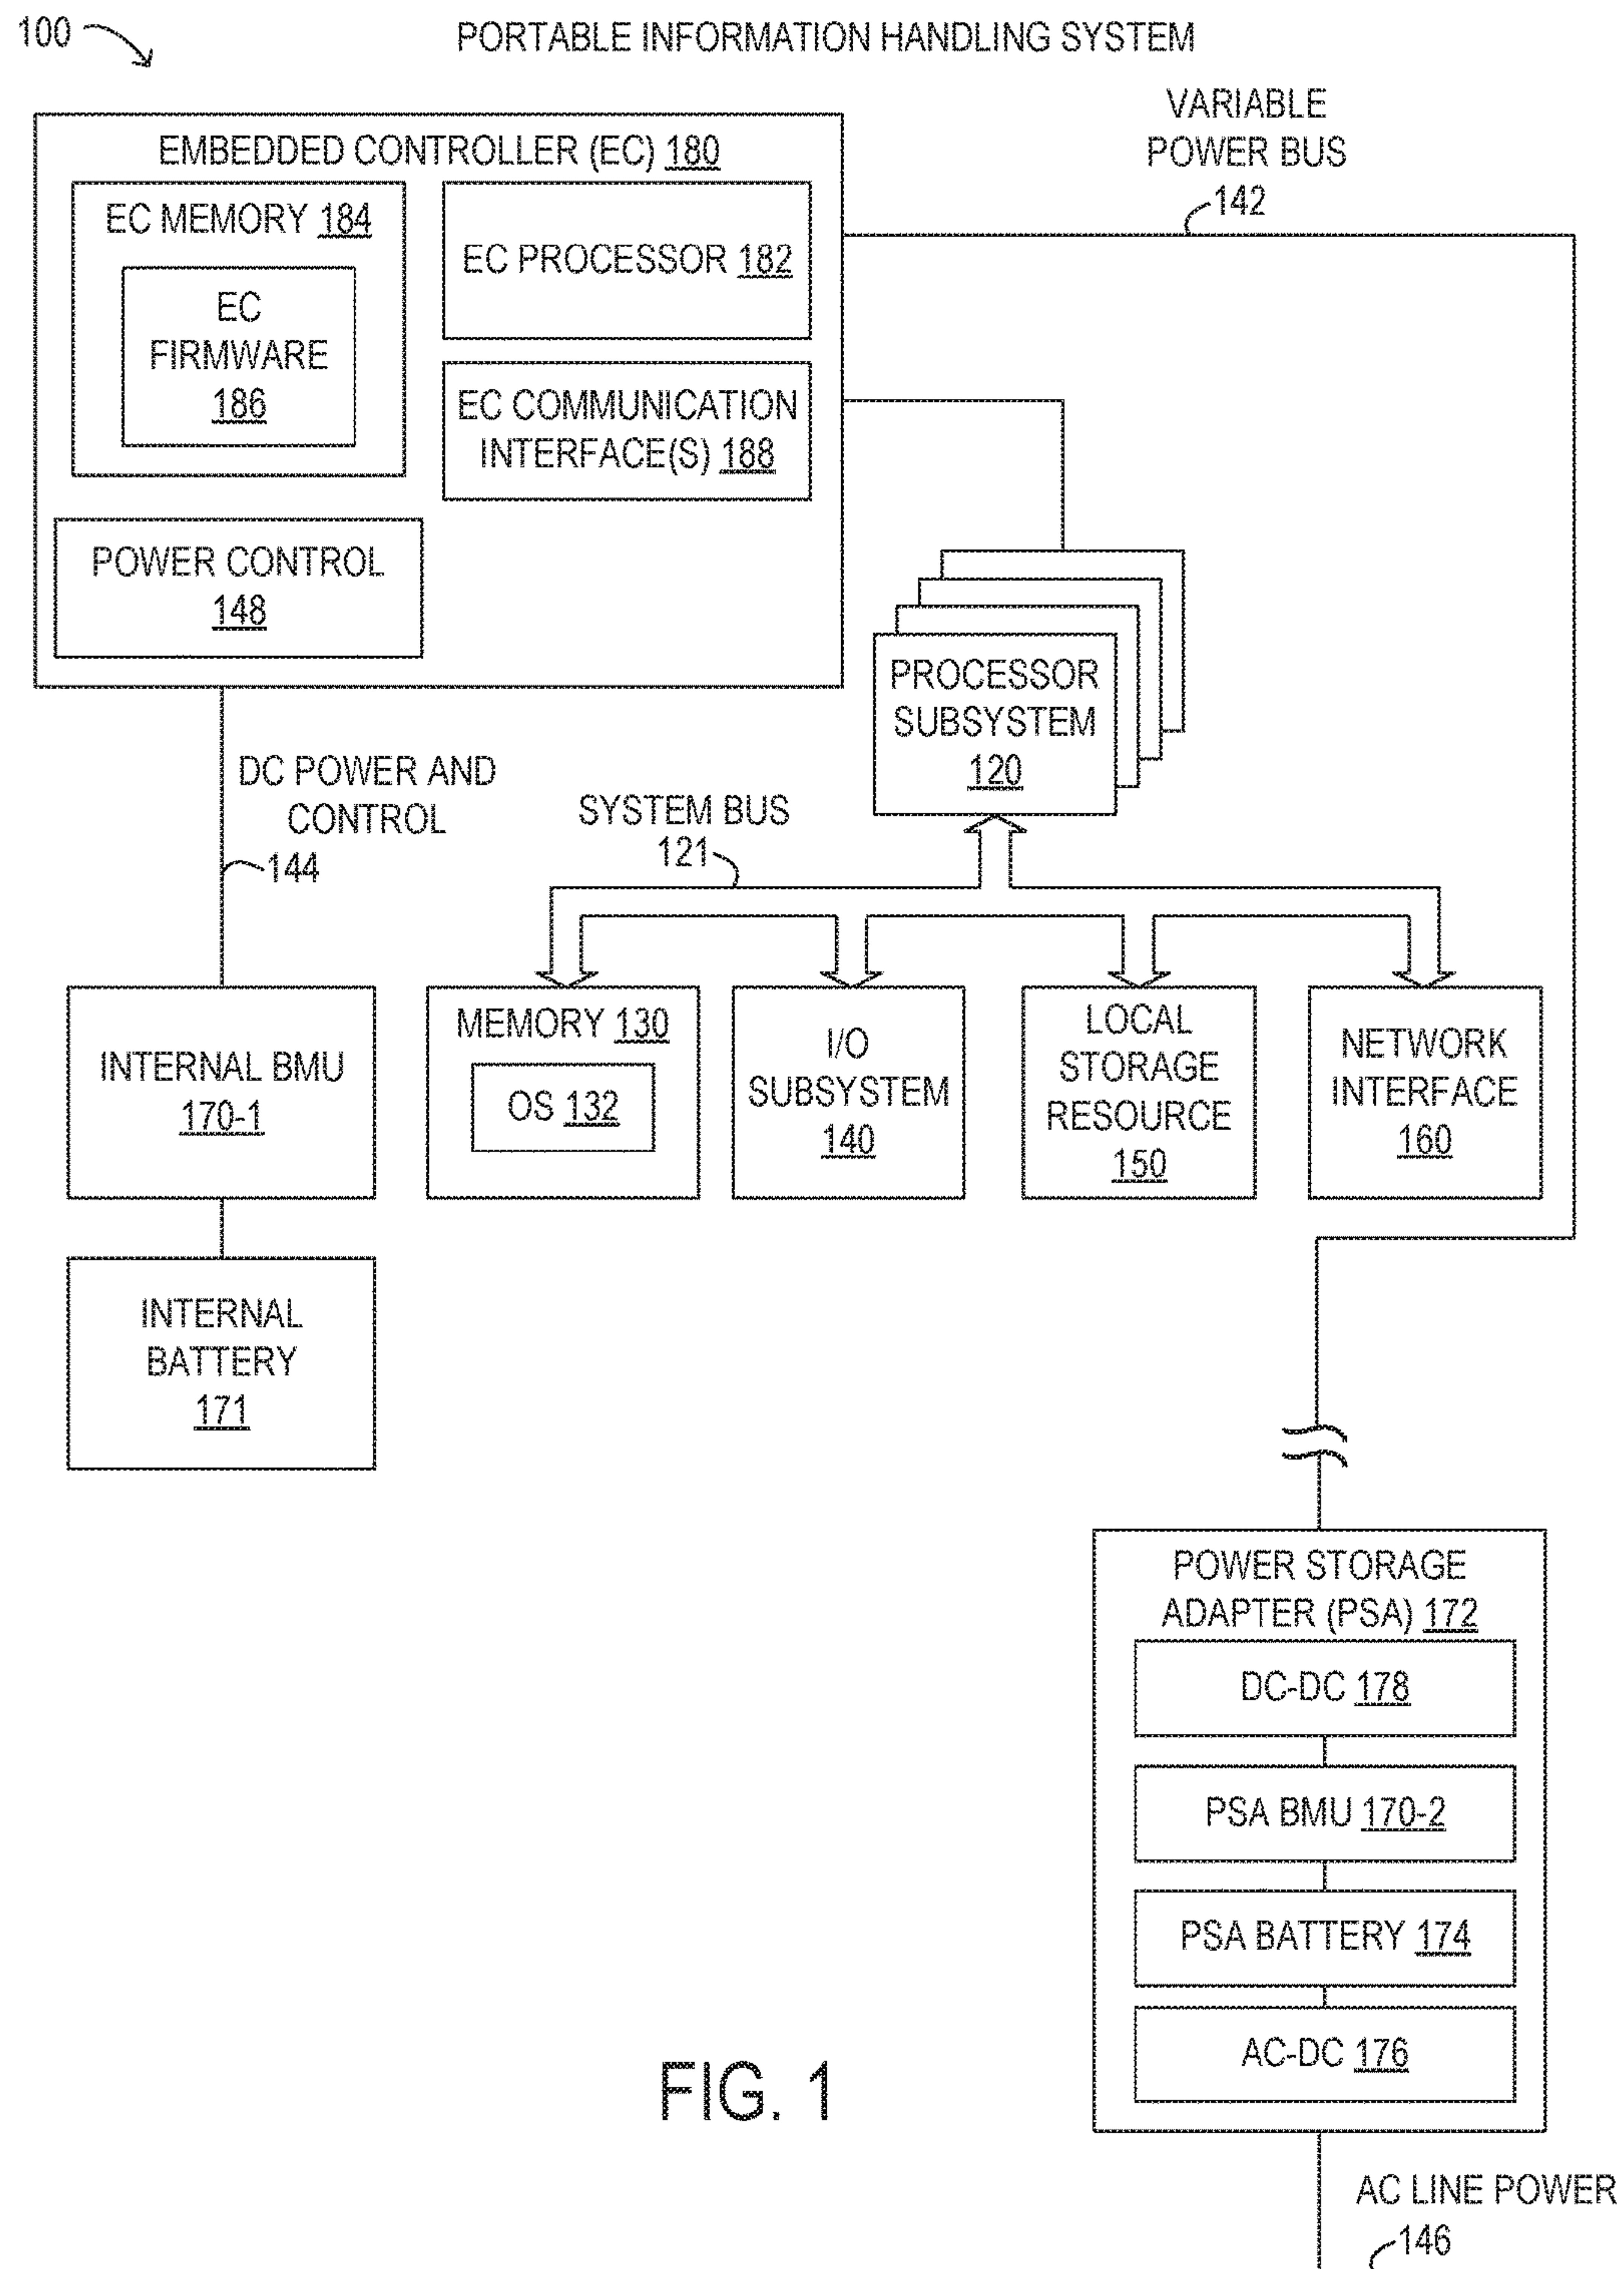 100
PORTABLE INFORMATION HANDLING SYSTEM
VARIABLE
POWER BUS
142
EMBEDDED CONTROLLER (EC) 180
EC MEMORY 184
EC
FIRMWARE
186
EC PROCESSOR 182
EC COMMUNICATION
INTERFACE(S) 188
POWER CONTROL
148
PROCESSOR
SUBSYSTEM
120
DC POWER AND
CONTROL
144
SYSTEM BUS
121
INTERNAL BMU
170-1
MEMORY 130
OS 132
I/O
SUBSYSTEM
140
LOCAL
STORAGE
RESOURCE
150
NETWORK
INTERFACE
160
INTERNAL
BATTERY
171
POWER STORAGE
ADAPTER (PSA) 172
DC-DC 178
PSA BMU 170-2
PSA BATTERY 174
AC-DC 176
FIG. 1
AC LINE POWER
146